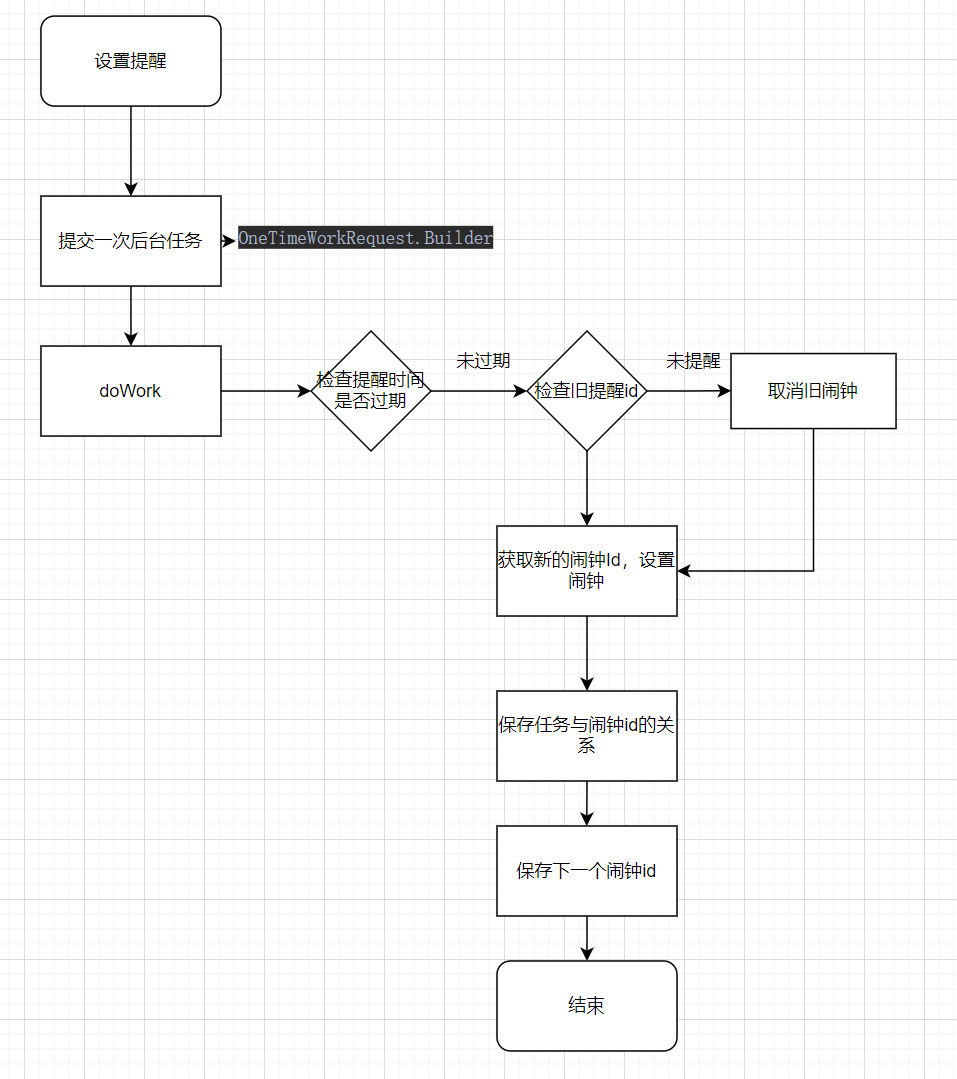 设置提醒
提交一次后台任务
OneTimeWorkRequest.Builder
doWork
检查提醒时间
是否过期
未过期
检查旧提醒id
未提醒
取消旧闹钟
获取新的闹钟Id，设置
闹钟
保存任务与闹钟id的关
系
保存下一个闹钟id
结束